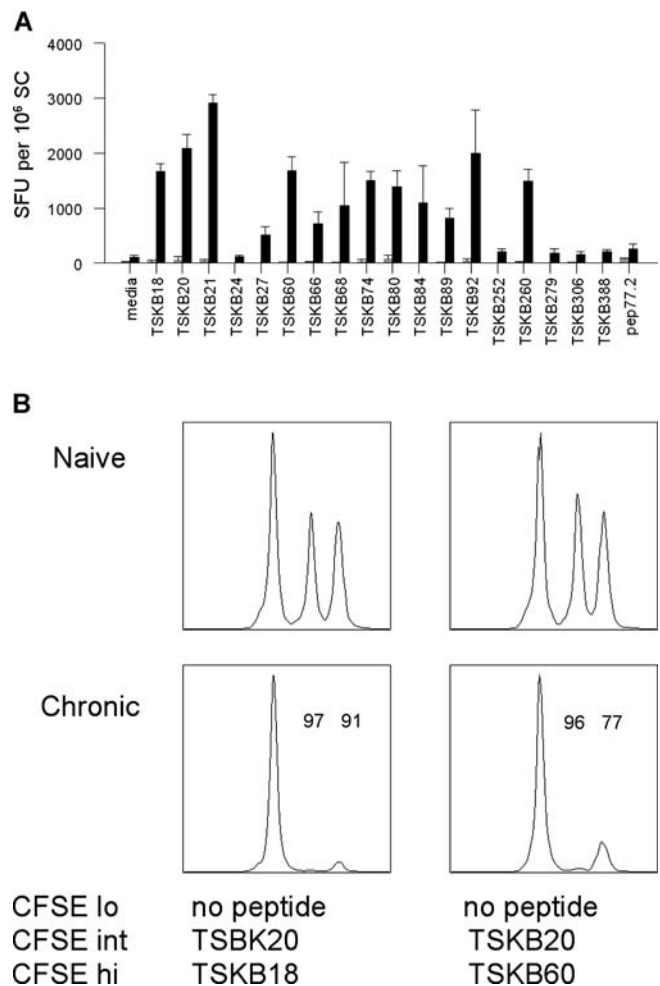 A
4000
3000
2000
1000
0
SFU per 10⁶ SC
media
TSKB18
TSKB20
TSKB21
TSKB24
TSKB27
TSKB60
TSKB66
TSKB68
TSKB74
TSKB80
TSKB84
TSKB89
TSKB92
TSKB252
TSKB260
TSKB279
TSKB306
TSKB388
pep77.2
B
Naive
Chronic
97 91
96 77
CFSE lo no peptide no peptide
CFSE int TSBK20 TSKB20
CFSE hi TSKB18 TSKB60